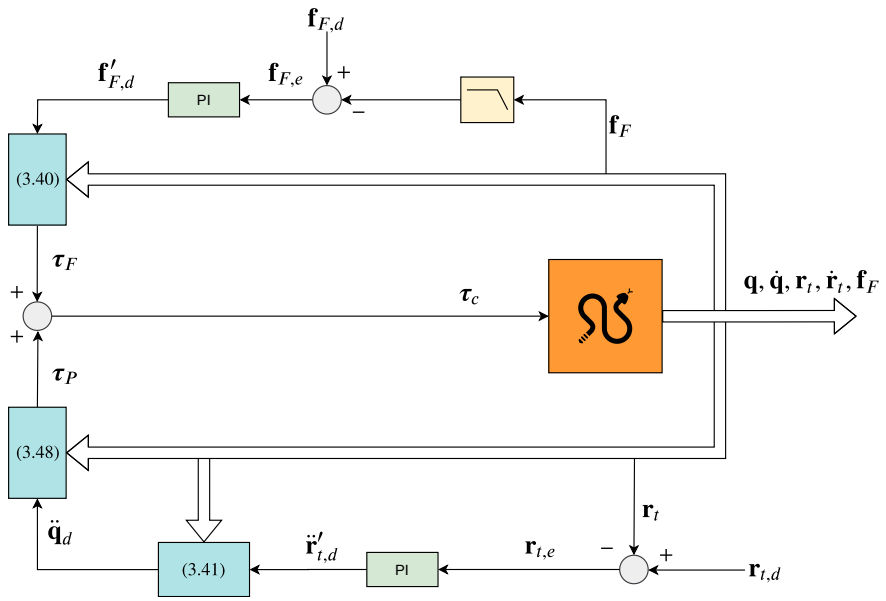 𝐟_{F,d}
𝐟′_{F,d}
𝐟_{F,e}
+
PI
−
𝐟_F
(3.40)
𝛕_F
+
𝛕_c
𝐪, 𝐪̇, 𝐫_t, 𝐫̇_t, 𝐟_F
+
𝛕_P
(3.48)
𝐫_t
𝐪̈_d
𝐫̈′_{t,d}
𝐫_{t,e}
−
+
(3.41)
PI
𝐫_{t,d}